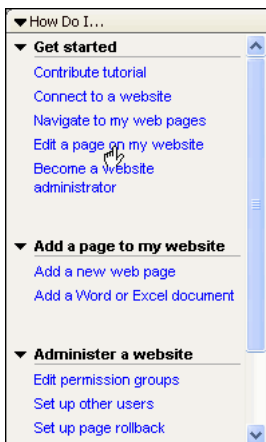 How Do I...
Get started
Contribute tutorial
Connect to a website
Navigate to my web pages
Edit a page on my website
Become a website
administrator
Add a page to my website
Add a new web page
Add a Word or Excel document
Administer a website
Edit permission groups
Set up other users
Set up page rollback